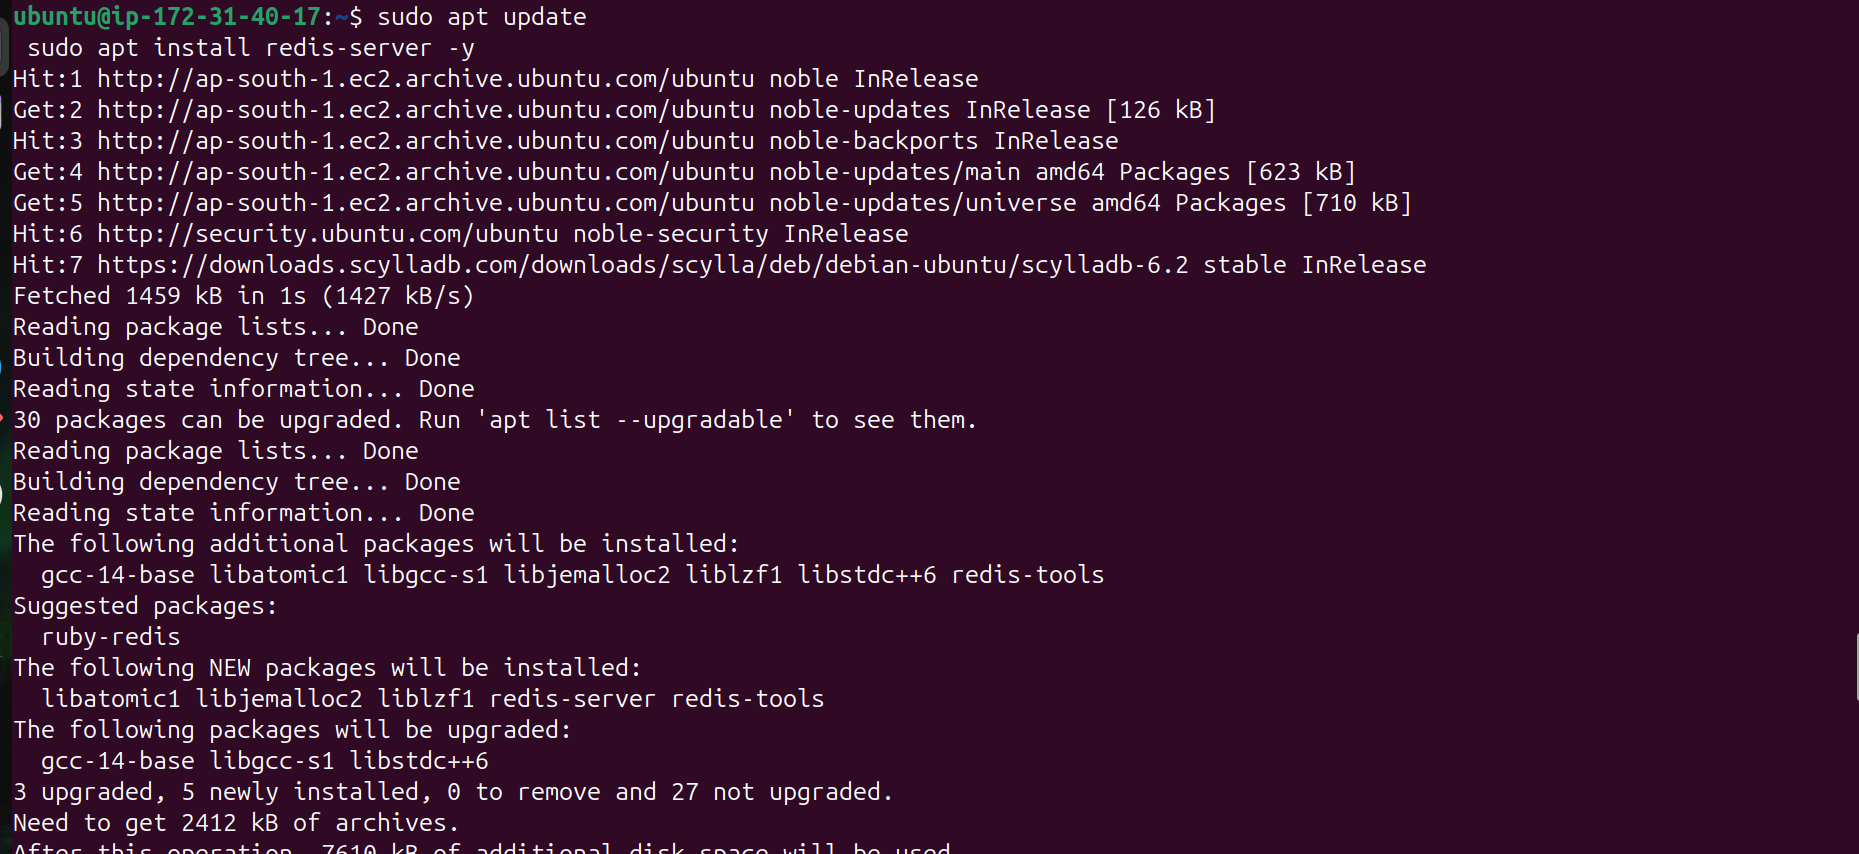 ubuntu@ip-172-31-40-17:~$ sudo apt update
 sudo apt install redis-server -y
Hit:1 http://ap-south-1.ec2.archive.ubuntu.com/ubuntu noble InRelease
Get:2 http://ap-south-1.ec2.archive.ubuntu.com/ubuntu noble-updates InRelease [126 kB]
Hit:3 http://ap-south-1.ec2.archive.ubuntu.com/ubuntu noble-backports InRelease
Get:4 http://ap-south-1.ec2.archive.ubuntu.com/ubuntu noble-updates/main amd64 Packages [623 kB]
Get:5 http://ap-south-1.ec2.archive.ubuntu.com/ubuntu noble-updates/universe amd64 Packages [710 kB]
Hit:6 http://security.ubuntu.com/ubuntu noble-security InRelease
Hit:7 https://downloads.scylladb.com/downloads/scylla/deb/debian-ubuntu/scylladb-6.2 stable InRelease
Fetched 1459 kB in 1s (1427 kB/s)
Reading package lists... Done
Building dependency tree... Done
Reading state information... Done
30 packages can be upgraded. Run 'apt list --upgradable' to see them.
Reading package lists... Done
Building dependency tree... Done
Reading state information... Done
The following additional packages will be installed:
  gcc-14-base libatomic1 libgcc-s1 libjemalloc2 liblzf1 libstdc++6 redis-tools
Suggested packages:
  ruby-redis
The following NEW packages will be installed:
  libatomic1 libjemalloc2 liblzf1 redis-server redis-tools
The following packages will be upgraded:
  gcc-14-base libgcc-s1 libstdc++6
3 upgraded, 5 newly installed, 0 to remove and 27 not upgraded.
Need to get 2412 kB of archives.
After this operation, 7610 kB of additional disk space will be used.